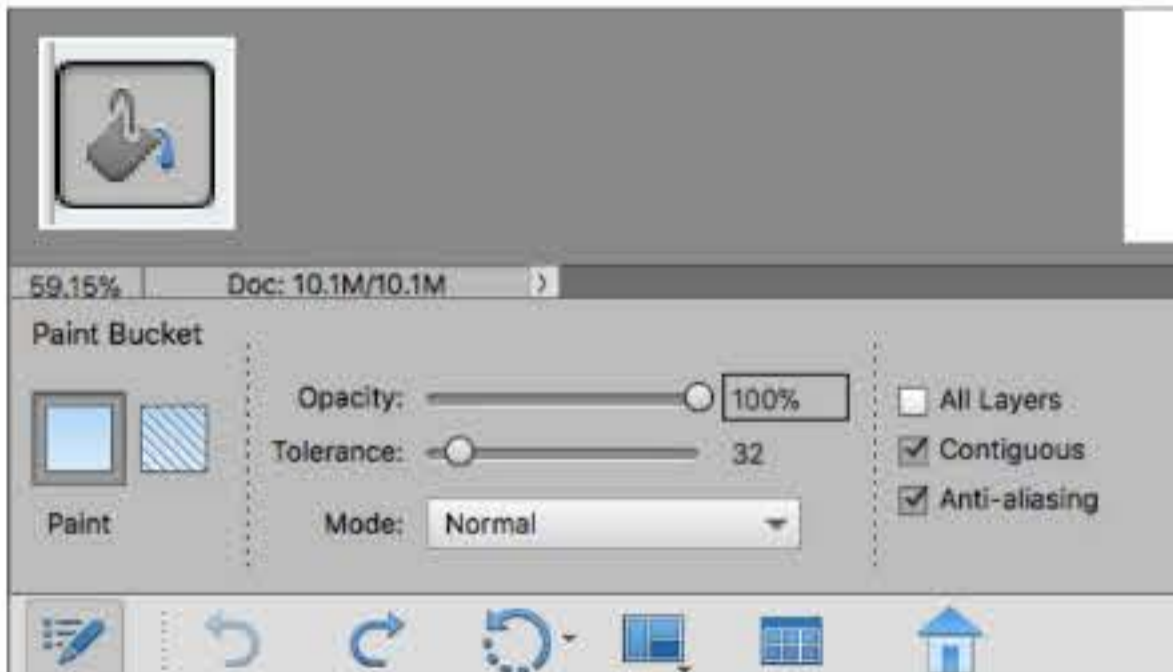 59.15% Doc: 10.1M/10.1M >
Paint Bucket
Opacity: 100%
Tolerance: 32
Mode: Normal
Paint
All Layers
Contiguous
Anti-aliasing